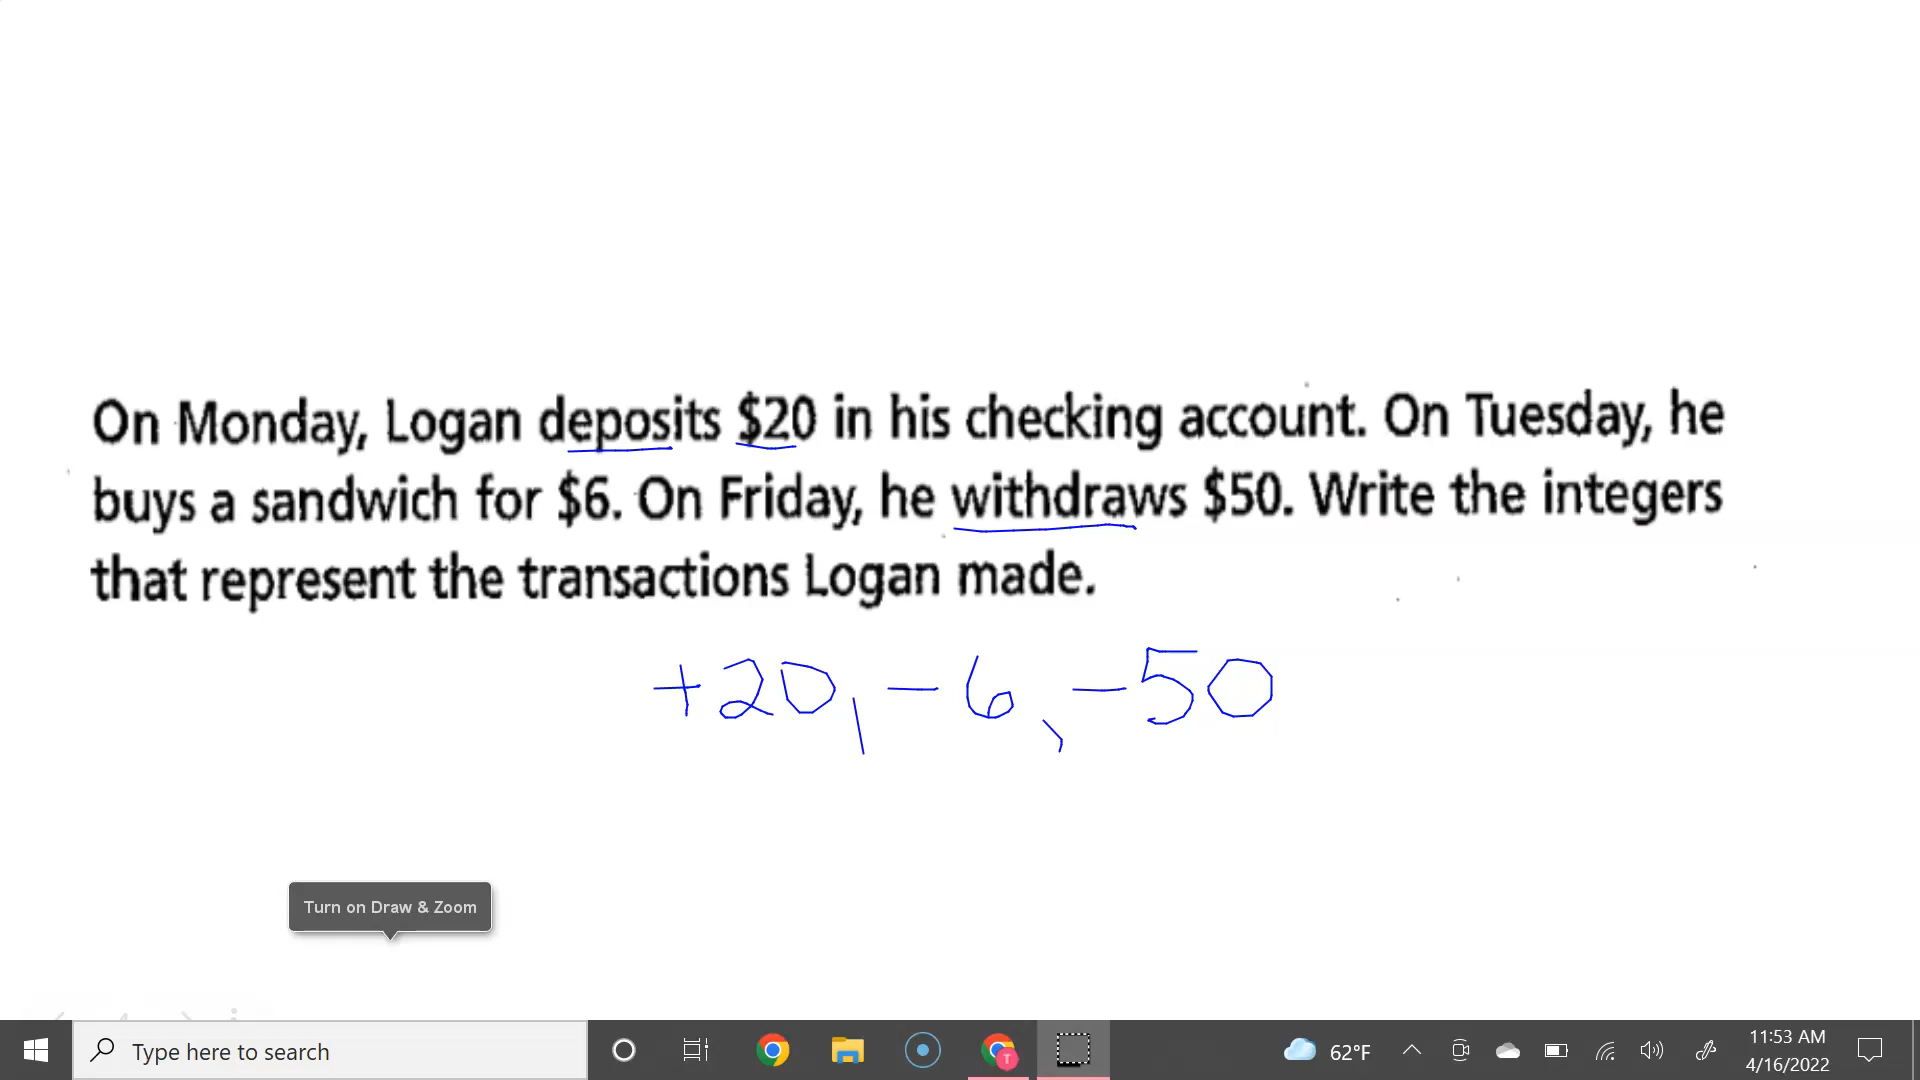 On Monday, Logan deposits $20 in his checking account. On Tuesday, he
buys a sandwich for $6. On Friday, he withdraws $50. Write the integers
that represent the transactions Logan made.
+20, -6, -50
Turn on Draw & Zoom
Type here to search
62°F
11:53 AM
4/16/2022
T